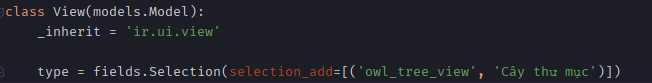 class View(models.Model):
    _inherit = 'ir.ui.view'
    type = fields.Selection(selection_add=[('owl_tree_view', 'Cây thư mục')])